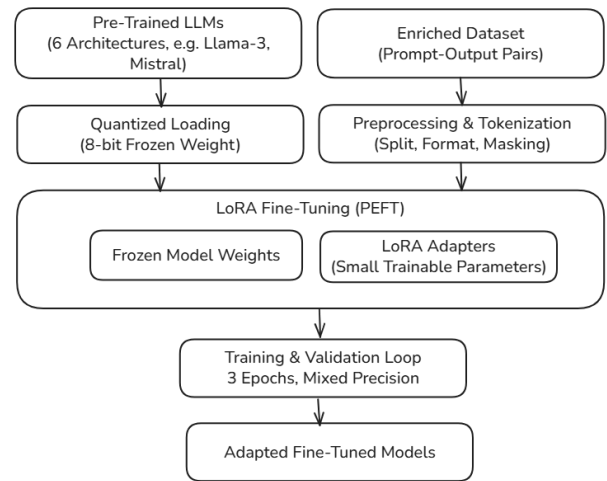 Pre-Trained LLMs
(6 Architectures, e.g. Llama-3,
Mistral)
Enriched Dataset
(Prompt-Output Pairs)
Quantized Loading
(8-bit Frozen Weight)
Preprocessing & Tokenization
(Split, Format, Masking)
LoRA Fine-Tuning (PEFT)
Frozen Model Weights
LoRA Adapters
(Small Trainable Parameters)
Training & Validation Loop
3 Epochs, Mixed Precision
Adapted Fine-Tuned Models